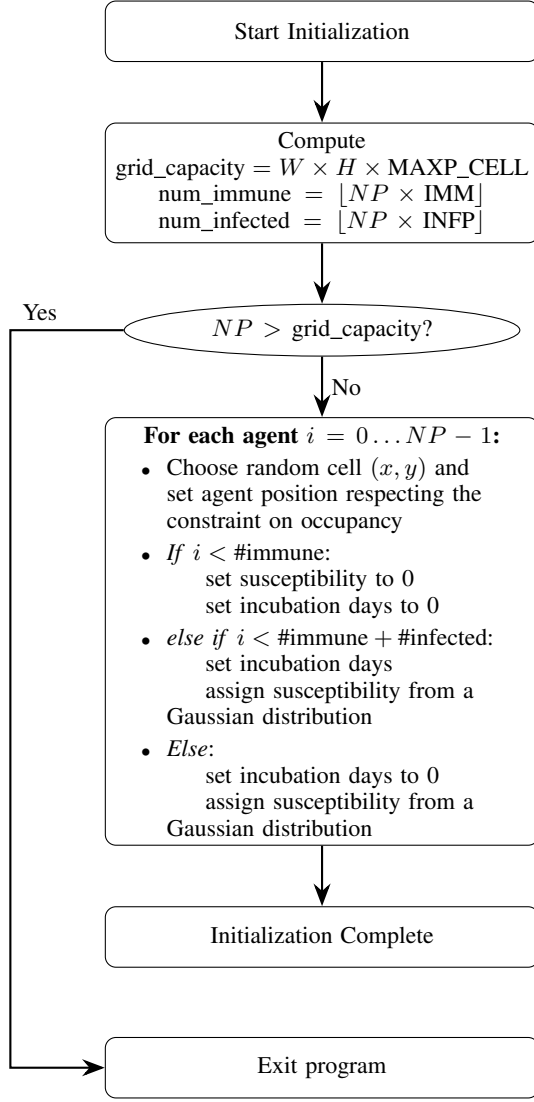 Start Initialization
Compute
grid_capacity = W × H × MAXP_CELL
num_immune = ⌊NP × IMM⌋
num_infected = ⌊NP × INFP⌋
Yes
NP > grid_capacity?
No
For each agent i = 0 . . . NP − 1:
• Choose random cell (x, y) and
set agent position respecting the
constraint on occupancy
• If i < #immune:
set susceptibility to 0
set incubation days to 0
• else if i < #immune + #infected:
set incubation days
assign susceptibility from a
Gaussian distribution
• Else:
set incubation days to 0
assign susceptibility from a
Gaussian distribution
Initialization Complete
Exit program